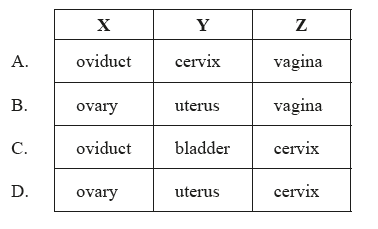 X Y Z
A. oviduct cervix vagina
B. ovary uterus vagina
C. oviduct bladder cervix
D. ovary uterus cervix